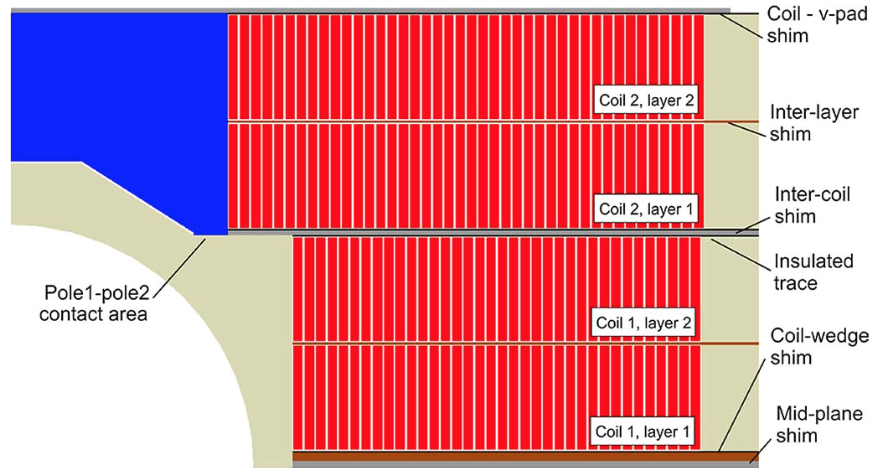 Coil - v-pad
shim
Coil 2, layer 2
Inter-layer
shim
Coil 2, layer 1
Inter-coil
shim
Insulated
trace
Pole1-pole2
contact area
Coil 1, layer 2
Coil-wedge
shim
Coil 1, layer 1
Mid-plane
shim